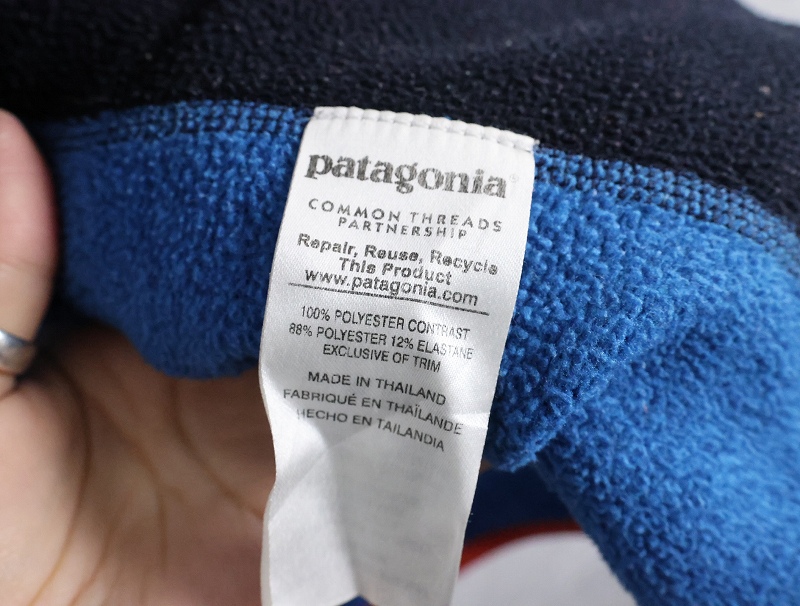 patagonia
COMMON THREADS
PARTNERSHIP
Repair, Reuse, Recycle
This Product
www.patagonia.com
100% POLYESTER CONTRAST
88% POLYESTER 12% ELASTANE
EXCLUSIVE OF TRIM
MADE IN THAILAND
FABRIQUÉ EN THAÏLANDE
HECHO EN TAILANDIA